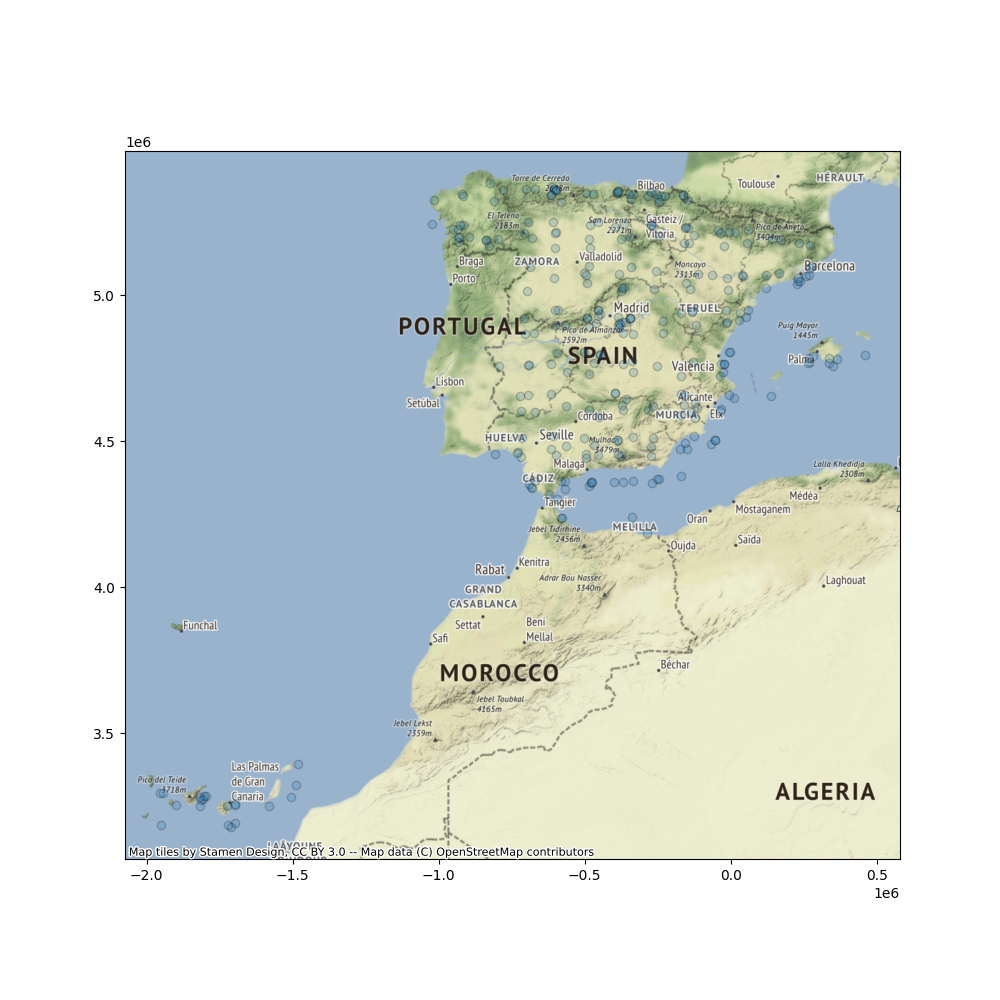 1e6
Torre de Cerredo
Bilbao
Toulouse
HÉRAULT
El Teleno
2183m
San Lorenzo
2271m
Gasteiz /
Vitoria
Pico de Aneto
3404m
Braga
Porto
ZAMORA
Valladolid
Moncayo
2313m
Barcelona
5.0
Madrid
TERUEL
PORTUGAL
Pico de Almanzor
2592m
SPAIN
Puig Mayor
1445m
Palma
Valencia
Lisbon
Setúbal
Alicante
Elx
MURCIA
Córdoba
4.5
HUELVA
Seville
Mulhacén
3479m
Malaga
CÁDIZ
Lalla Khedidja
2308m
Tangier
Médéa
Mostaganem
Oran
MELILLA
Jebel Tidirhine
2456m
Oujda
Saïda
4.0
Kenitra
Rabat
GRAND
CASABLANCA
Adrar Bou Nasser
3340m
Laghouat
Settat
Beni
Mellal
Safi
Funchal
MOROCCO
Béchar
Jebel Toubkal
4165m
Jebel Lekst
2359m
3.5
Las Palmas
de Gran
Canaria
Pico del Teide
3718m
ALGERIA
LAÂYOUNE
Map tiles by Stamen Design, CC BY 3.0 -- Map data (C) OpenStreetMap contributors
−2.0 −1.5 −1.0 −0.5 0.0 0.5
1e6